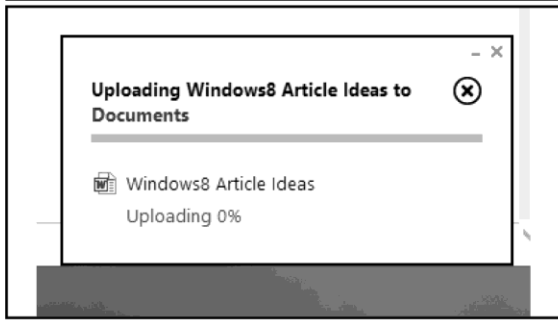 Uploading Windows8 Article Ideas to
Documents
Windows8 Article Ideas
Uploading 0%